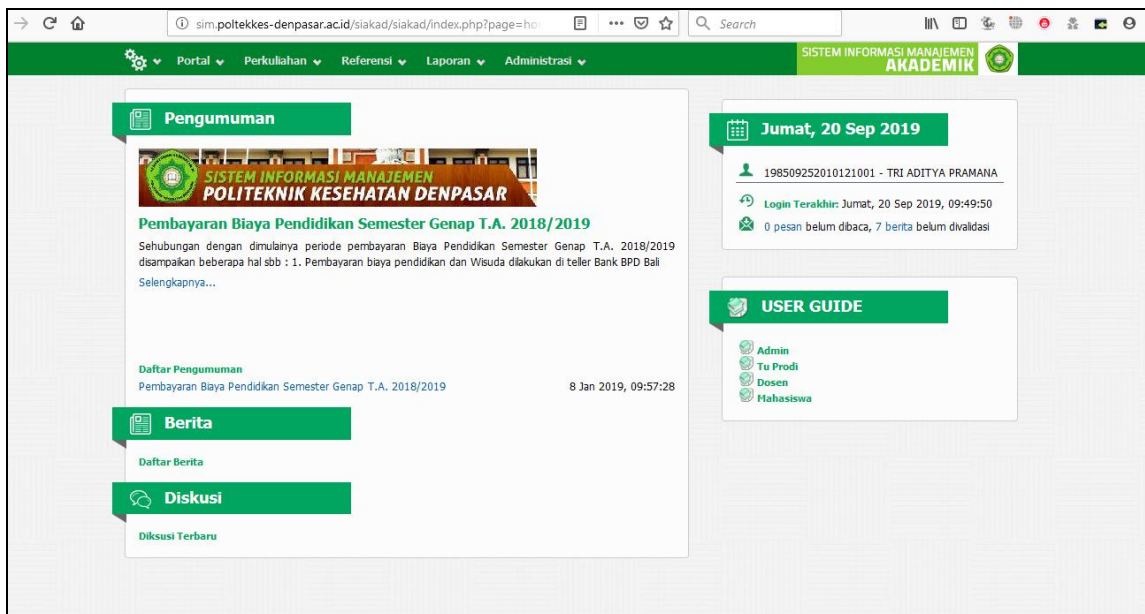 sim.poltekkes-denpasar.ac.id/siakad/siakad/index.php?page=ho
Search
Portal Perkuliahan Referensi Laporan Administrasi
SISTEM INFORMASI MANAJEMEN
AKADEMIK
Pengumuman
SISTEM INFORMASI MANAJEMEN
POLITEKNIK KESEHATAN DENPASAR
Pembayaran Biaya Pendidikan Semester Genap T.A. 2018/2019
Sehubungan dengan dimulainya periode pembayaran Biaya Pendidikan Semester Genap T.A. 2018/2019
disampaikan beberapa hal sbb : 1. Pembayaran biaya pendidikan dan Wisuda dilakukan di teller Bank BPD Bali
Selengkapnya...
Daftar Pengumuman
Pembayaran Biaya Pendidikan Semester Genap T.A. 2018/2019 8 Jan 2019, 09:57:28
Berita
Daftar Berita
Diskusi
Diksusi Terbaru
Jumat, 20 Sep 2019
198509252010121001 - TRI ADITYA PRAMANA
Login Terakhir: Jumat, 20 Sep 2019, 09:49:50
0 pesan belum dibaca, 7 berita belum divalidasi
USER GUIDE
Admin
Tu Prodi
Dosen
Mahasiswa